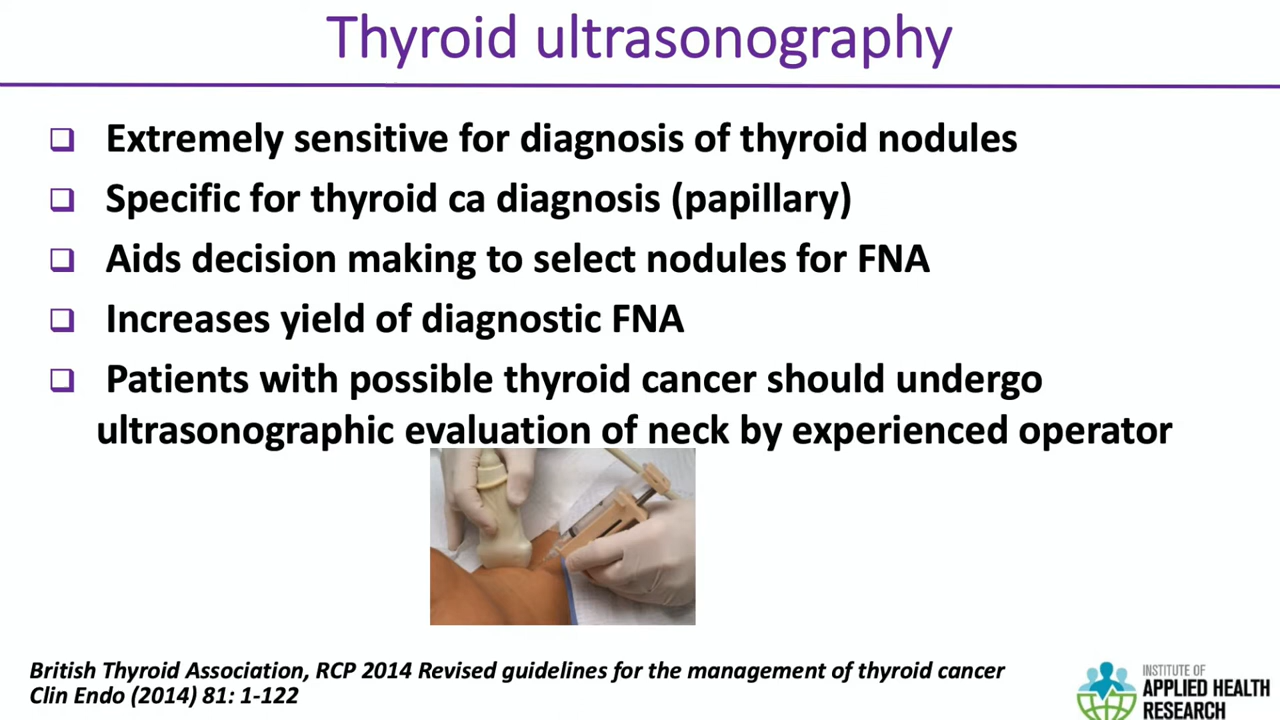 Thyroid ultrasonography
Extremely sensitive for diagnosis of thyroid nodules
Specific for thyroid ca diagnosis (papillary)
Aids decision making to select nodules for FNA
Increases yield of diagnostic FNA
Patients with possible thyroid cancer should undergo
ultrasonographic evaluation of neck by experienced operator
British Thyroid Association, RCP 2014 Revised guidelines for the management of thyroid cancer
Clin Endo (2014) 81: 1-122
INSTITUTE OF
APPLIED HEALTH
RESEARCH